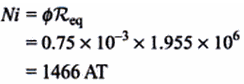 Ni = ϕℛeq
= 0.75 × 10⁻³ × 1.955 × 10⁶
= 1466 AT